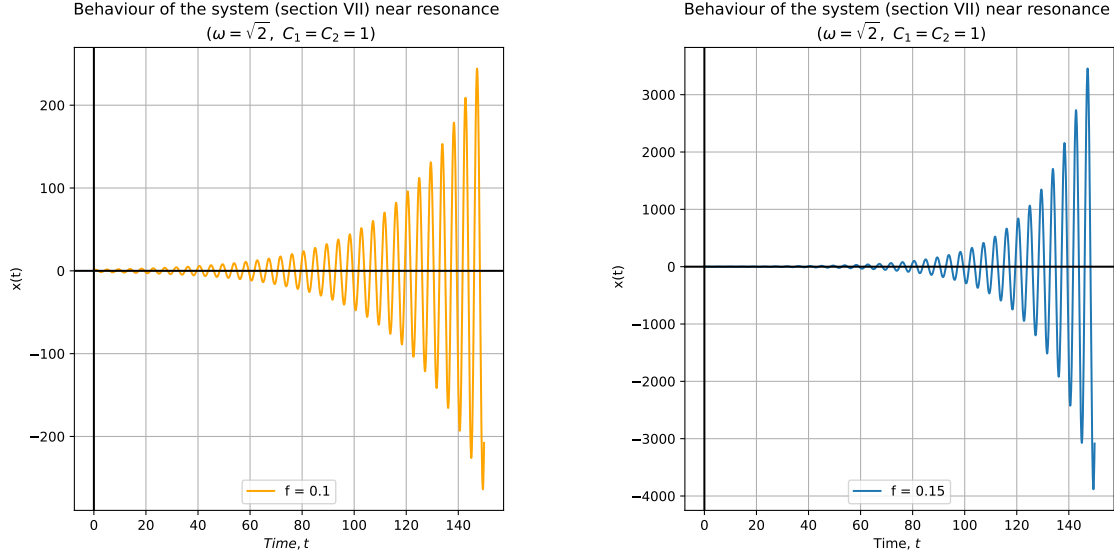 Behaviour of the system (section VII) near resonance
(ω = √2, C₁ = C₂ = 1)
x(t)
200
100
0
−100
−200
0 20 40 60 80 100 120 140
Time, t
f = 0.1
Behaviour of the system (section VII) near resonance
(ω = √2, C₁ = C₂ = 1)
x(t)
3000
2000
1000
0
−1000
−2000
−3000
−4000
0 20 40 60 80 100 120 140
Time, t
f = 0.15